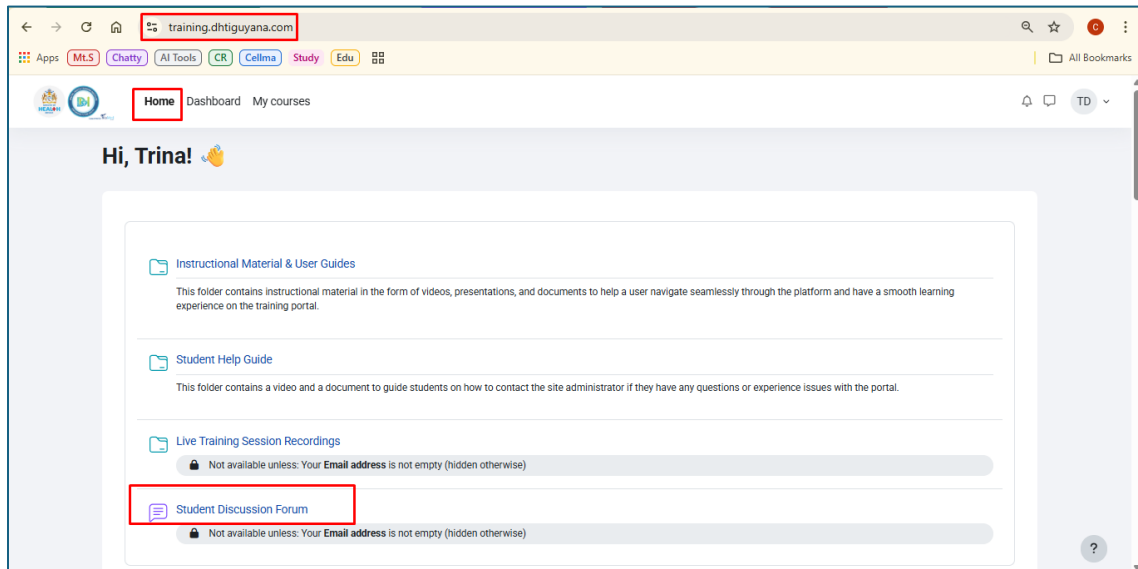 training.dhtiguyana.com
Apps Mt.S Chatty AI Tools CR Cellma Study Edu All Bookmarks
C
HEALTH
Home Dashboard My courses
TD
Hi, Trina! 👋
Instructional Material & User Guides
This folder contains instructional material in the form of videos, presentations, and documents to help a user navigate seamlessly through the platform and have a smooth learning
experience on the training portal.
Student Help Guide
This folder contains a video and a document to guide students on how to contact the site administrator if they have any questions or experience issues with the portal.
Live Training Session Recordings
Not available unless: Your Email address is not empty (hidden otherwise)
Student Discussion Forum
Not available unless: Your Email address is not empty (hidden otherwise)
?